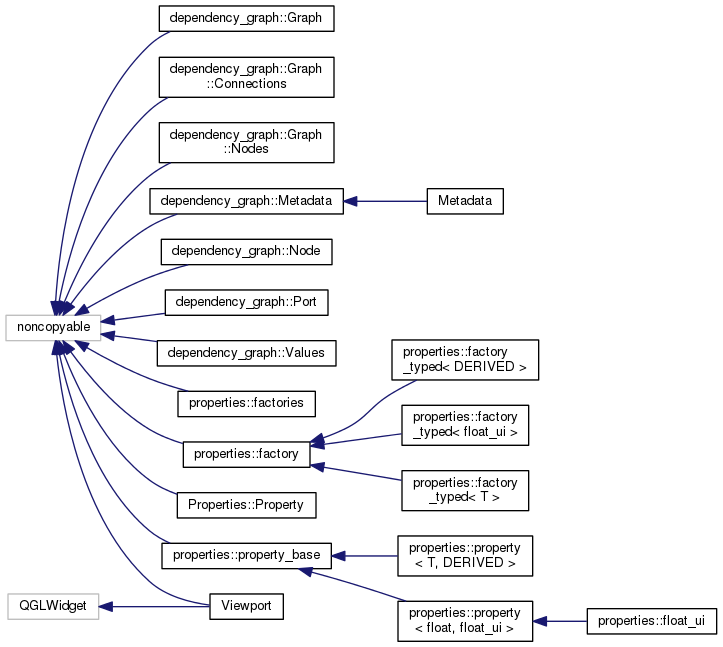 dependency_graph::Graph
dependency_graph::Graph
::Connections
dependency_graph::Graph
::Nodes
dependency_graph::Metadata
Metadata
dependency_graph::Node
dependency_graph::Port
noncopyable
dependency_graph::Values
properties::factory
_typed< DERIVED >
properties::factories
properties::factory
_typed< float_ui >
properties::factory
properties::factory
_typed< T >
Properties::Property
properties::property_base
properties::property
< T, DERIVED >
QGLWidget
Viewport
properties::property
< float, float_ui >
properties::float_ui